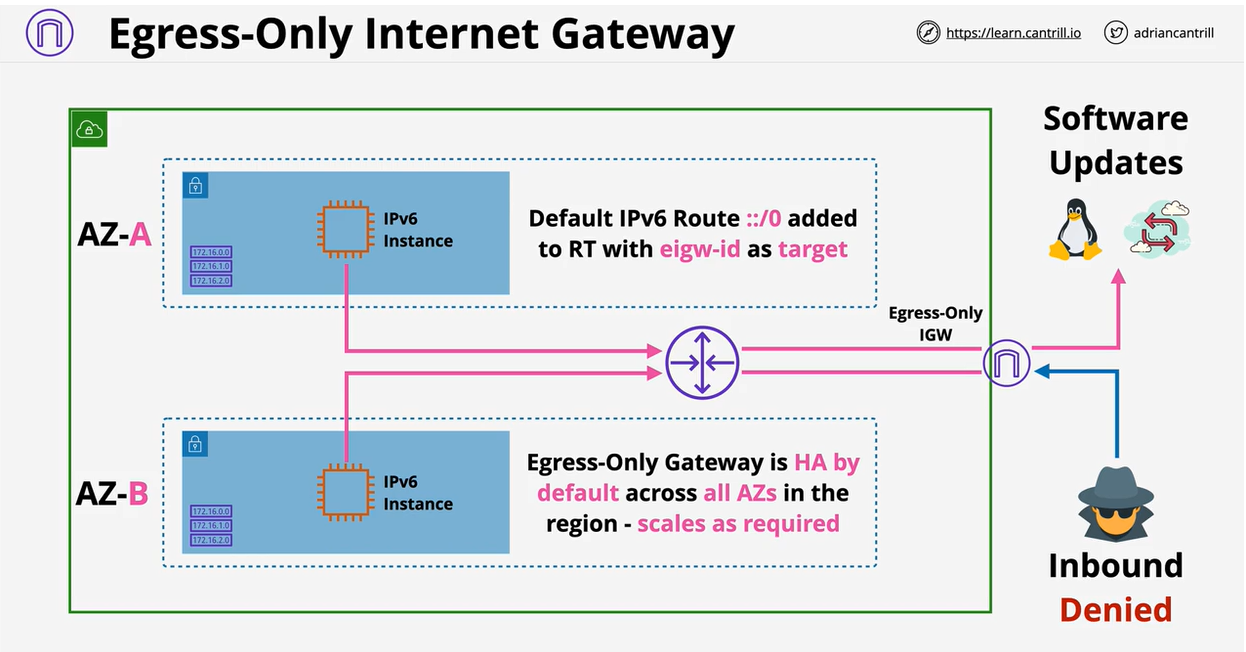 Egress-Only Internet Gateway
https://learn.cantrill.io
adriancantrill
Software
Updates
AZ-A
IPv6
Instance
172.16.0.0
172.16.1.0
172.16.2.0
Default IPv6 Route ::/0 added
to RT with eigw-id as target
Egress-Only
IGW
AZ-B
IPv6
Instance
172.16.0.0
172.16.1.0
172.16.2.0
Egress-Only Gateway is HA by
default across all AZs in the
region - scales as required
Inbound
Denied